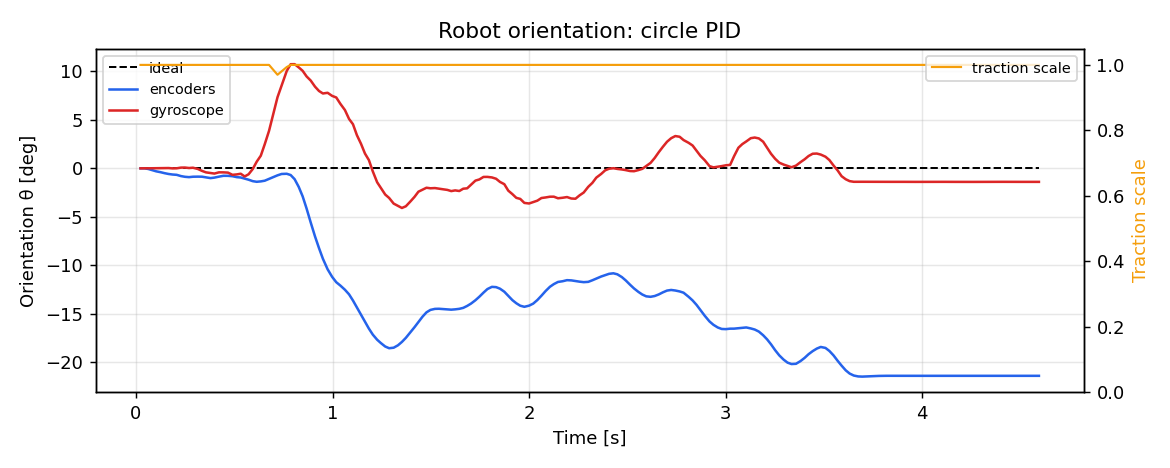 Robot orientation: circle PID
ideal
encoders
gyroscope
traction scale
Orientation θ [deg]
10
5
0
−5
−10
−15
−20
1.0
0.8
0.6
0.4
0.2
0.0
Traction scale
0
1
2
3
4
Time [s]